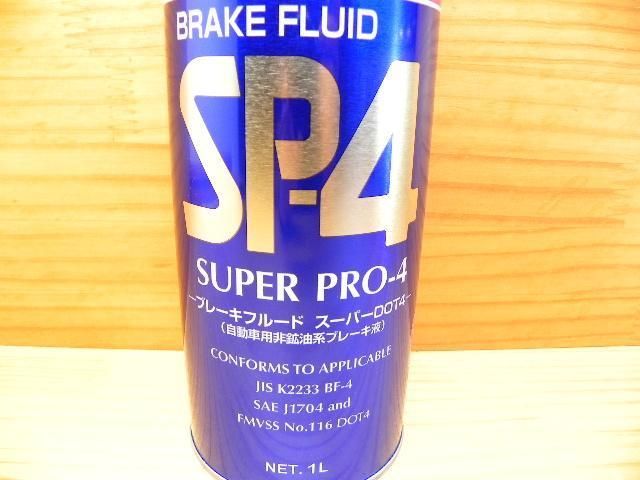 BRAKE FLUID
SP-4
SUPER PRO-4
–ブレーキフルード スーパーDOT4–
(自動車用非鉱油系ブレーキ液)
CONFORMS TO APPLICABLE
JIS K2233 BF-4
SAE J1704 and
FMVSS No.116 DOT4
NET. 1L